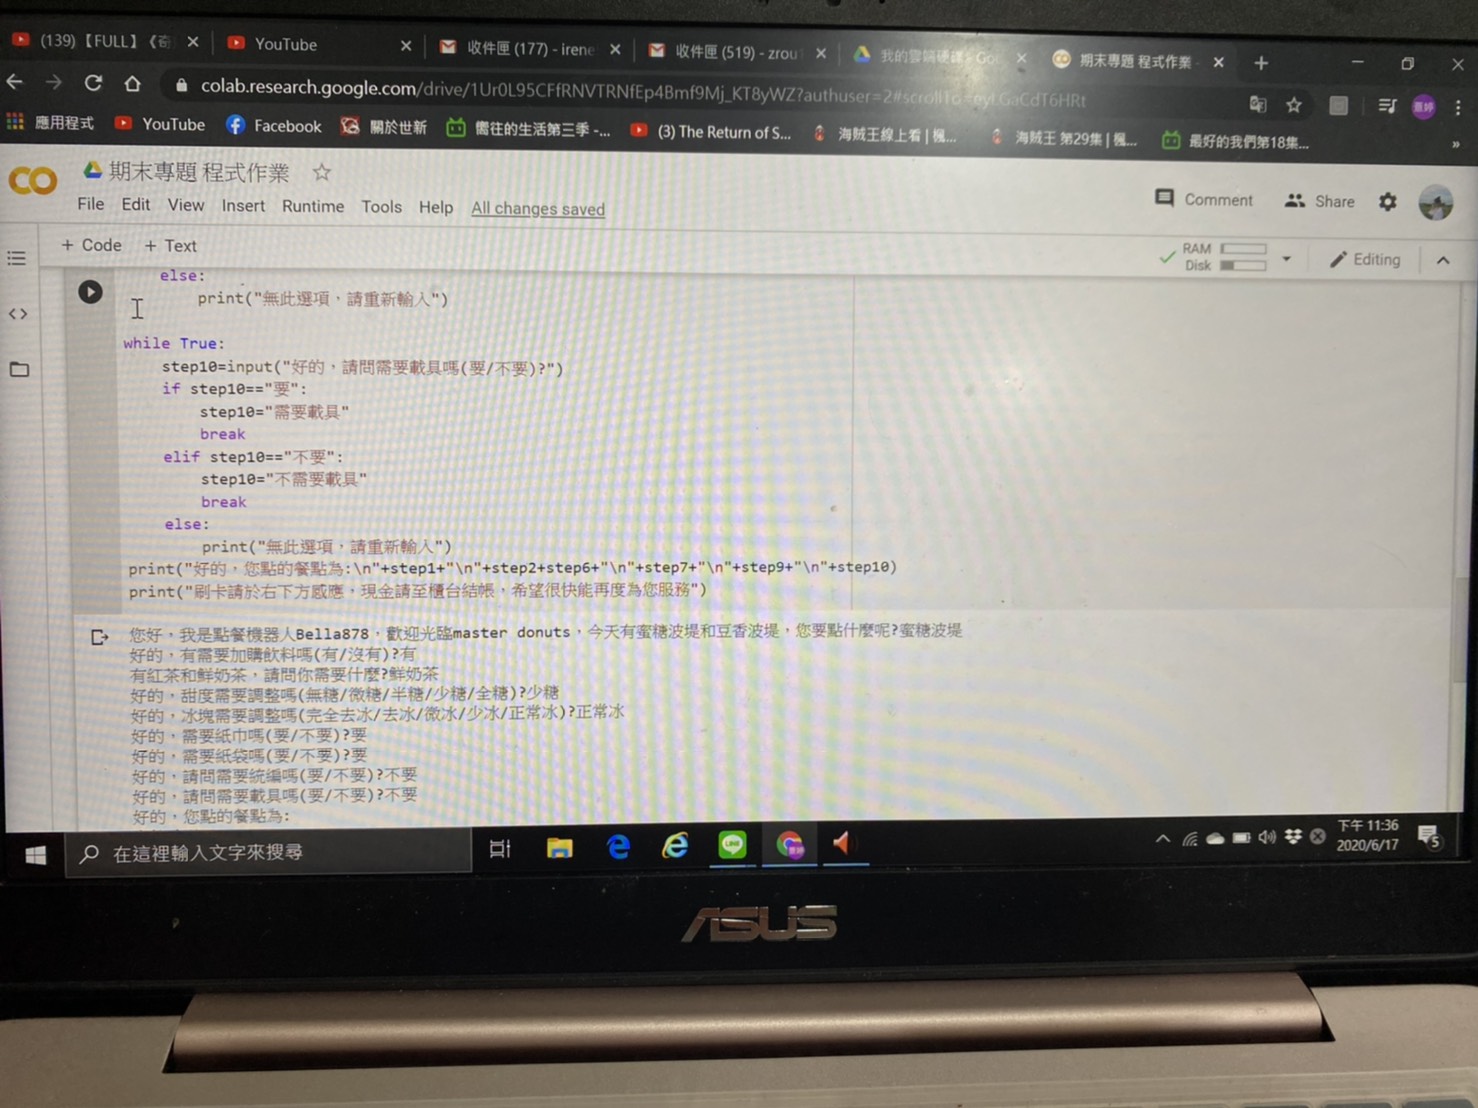 (139)【FULL】《奇
YouTube
收件匣 (177) - irene
收件匣 (519) - zrou
我的雲端硬碟 - Goo
期末專題 程式作業
colab.research.google.com/drive/1Ur0L95CFfRNVTRNfEp4Bmf9Mj_KT8yWZ?authuser=2#scrollTo=eyLGaCdT6HRt
應用程式
YouTube
Facebook
關於世新
嚮往的生活第三季 -...
(3) The Return of S...
海賊王線上看 | 楓...
海賊王 第29集 | 楓...
最好的我們第18集...
»
CO
期末專題 程式作業
File Edit View Insert Runtime Tools Help All changes saved
Comment
Share
+ Code + Text
RAM
Disk
Editing
else:
print("無此選項，請重新輸入")
while True:
step10=input("好的，請問需要載具嗎(要/不要)?")
if step10=="要":
step10="需要載具"
break
elif step10=="不要":
step10="不需要載具"
break
else:
print("無此選項，請重新輸入")
print("好的，您點的餐點為:\n"+step1+"\n"+step2+step6+"\n"+step7+"\n"+step9+"\n"+step10)
print("刷卡請於右下方感應，現金請至櫃台結帳，希望很快能再度為您服務")
您好，我是點餐機器人Bella878，歡迎光臨master donuts，今天有蜜糖波堤和豆香波堤，您要點什麼呢?蜜糖波堤
好的，有需要加購飲料嗎(有/沒有)?有
有紅茶和鮮奶茶，請問你需要什麼?鮮奶茶
好的，甜度需要調整嗎(無糖/微糖/半糖/少糖/全糖)?少糖
好的，冰塊需要調整嗎(完全去冰/去冰/微冰/少冰/正常冰)?正常冰
好的，需要紙巾嗎(要/不要)?要
好的，需要紙袋嗎(要/不要)?要
好的，請問需要統編嗎(要/不要)?不要
好的，請問需要載具嗎(要/不要)?不要
好的，您點的餐點為:
在這裡輸入文字來搜尋
下午 11:36
2020/6/17
5
ASUS